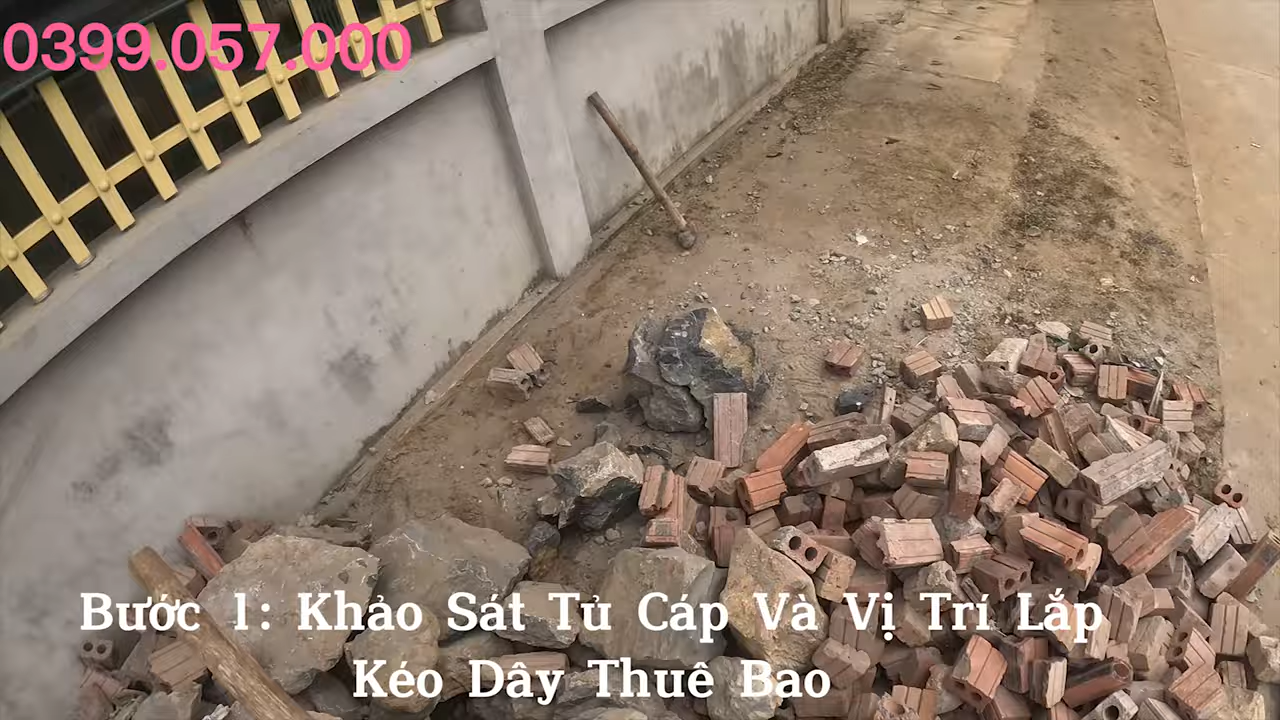 0399.057.000
Bước 1: Khảo Sát Tủ Cáp Và Vị Trí Lắp
Kéo Dây Thuê Bao